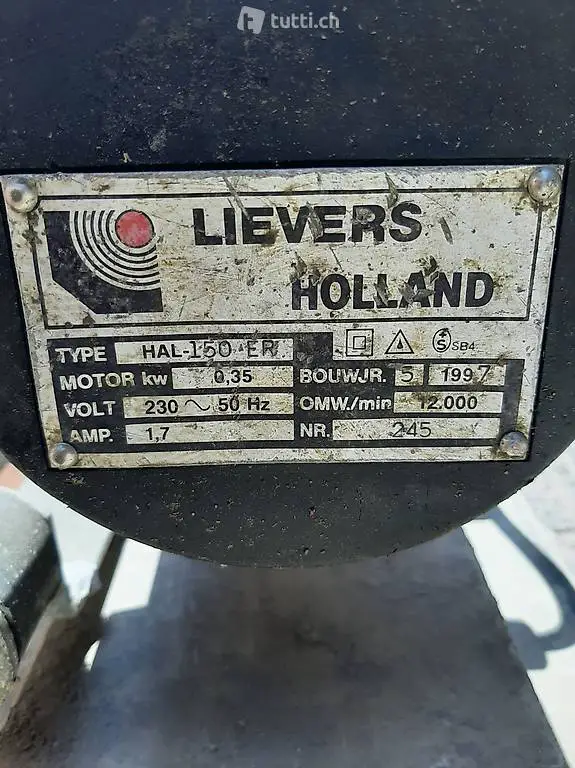 tutti.ch
LIEVERS
HOLLAND
TYPE HAL-150 ER S SB4
MOTOR kw 0,35 BOUWJR. 5 1997
VOLT 230 ~ 50 Hz OMW./min 12.000
AMP. 1,7 NR. 245